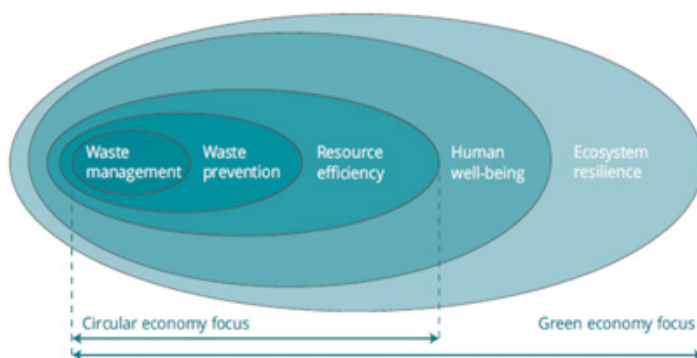 Waste
management
Waste
prevention
Resource
efficiency
Human
well-being
Ecosystem
resilience
Circular economy focus
Green economy focus